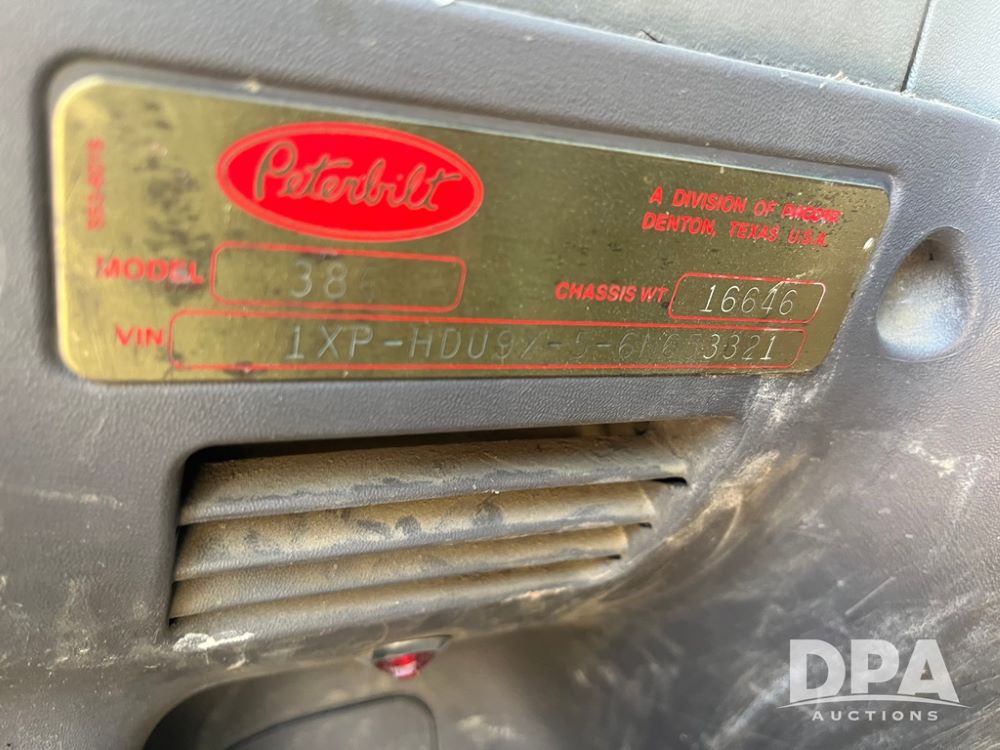 Peterbilt
A DIVISION OF PACCAR
DENTON, TEXAS U.S.A.
MODEL
CHASSIS WT 16646
VIN
DPA
AUCTIONS